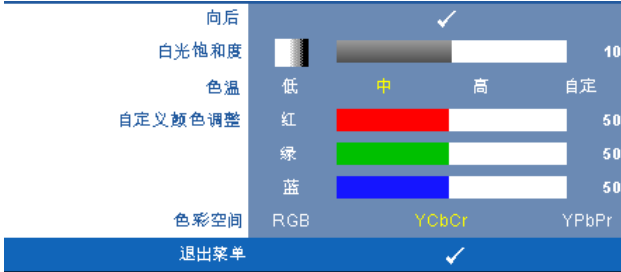 向后
白光饱和度 10
色温 低 中 高 自定
自定义颜色调整 红 50
绿 50
蓝 50
色彩空间 RGB YCbCr YPbPr
退出菜单